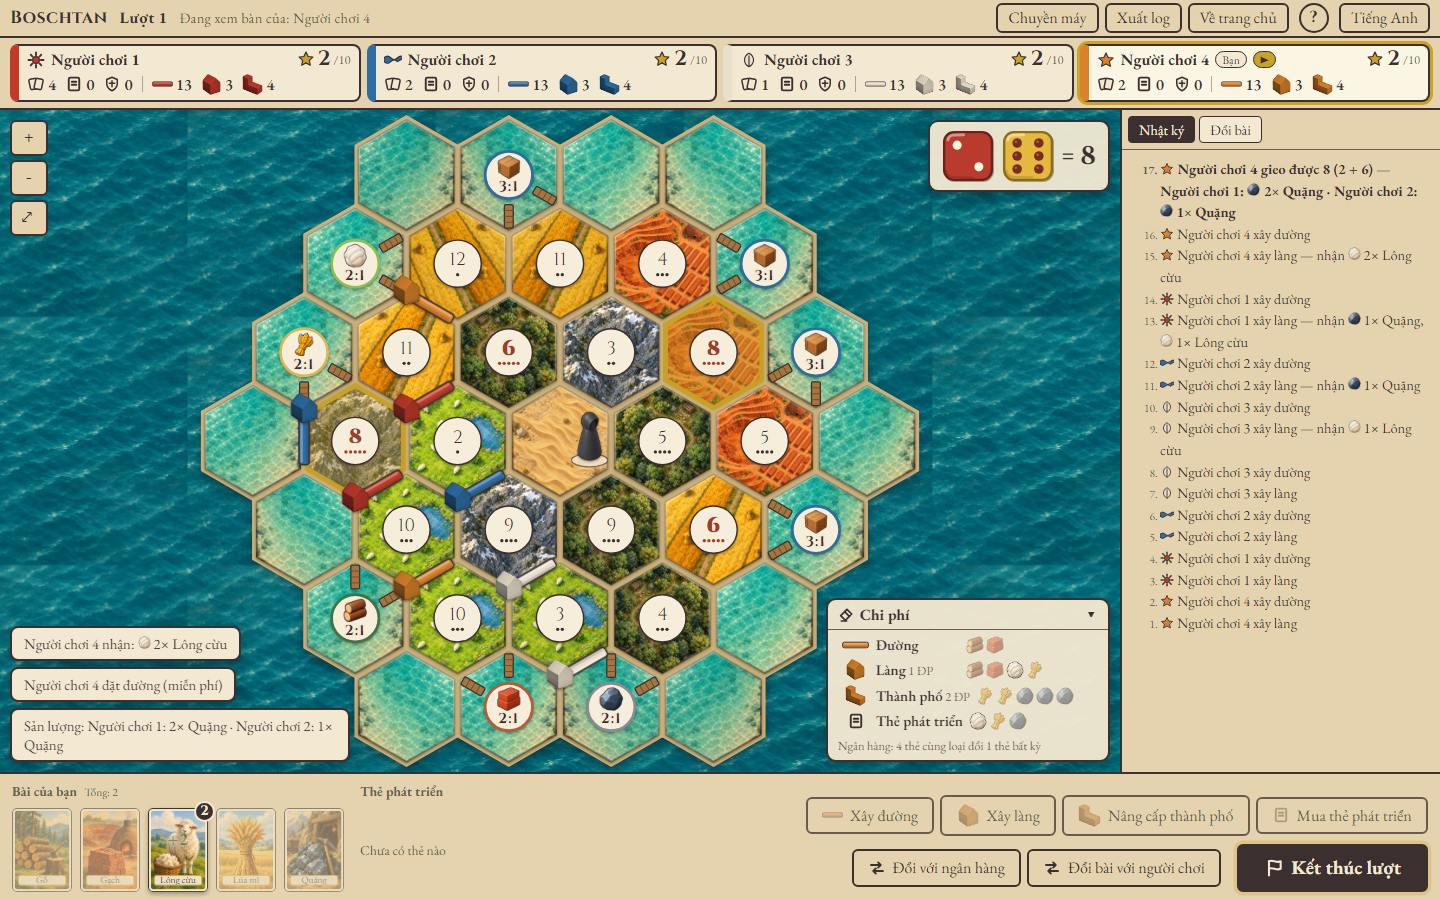 BOSCHTAN Lượt 1 Đang xem bàn của: Người chơi 4
Chuyền máy Xuất log Về trang chủ ? Tiếng Anh
Người chơi 1 2 /10
4 0 0 13 3 4
Người chơi 2 2 /10
2 0 0 13 3 4
Người chơi 3 2 /10
1 0 0 13 3 4
Người chơi 4 Bạn 2 /10
2 0 0 13 3 4
+
-
= 8
3:1
2:1 12 11 4 3:1
2:1 11 6 3 8 3:1
8 2 5 5
10 9 9 6 3:1
2:1 10 3 4
2:1 2:1
Người chơi 4 nhận: 2× Lông cừu
Người chơi 4 đặt đường (miễn phí)
Sản lượng: Người chơi 1: 2× Quặng · Người chơi 2: 1×
Quặng
Chi phí
Đường
Làng 1 ĐP
Thành phố 2 ĐP
Thẻ phát triển
Ngân hàng: 4 thẻ cùng loại đổi 1 thẻ bất kỳ
Nhật ký Đổi bài
17. Người chơi 4 gieo được 8 (2 + 6) —
Người chơi 1: 2× Quặng · Người chơi 2:
1× Quặng
16. Người chơi 4 xây đường
15. Người chơi 4 xây làng — nhận 2× Lông
cừu
14. Người chơi 1 xây đường
13. Người chơi 1 xây làng — nhận 1× Quặng,
1× Lông cừu
12. Người chơi 2 xây đường
11. Người chơi 2 xây làng — nhận 1× Quặng
10. Người chơi 3 xây đường
9. Người chơi 3 xây làng — nhận 1× Lông
cừu
8. Người chơi 3 xây đường
7. Người chơi 3 xây làng
6. Người chơi 2 xây đường
5. Người chơi 2 xây làng
4. Người chơi 1 xây đường
3. Người chơi 1 xây làng
2. Người chơi 4 xây đường
1. Người chơi 4 xây làng
Bài của bạn Tổng: 2
2
Gỗ Gạch Lông cừu Lúa mì Quặng
Thẻ phát triển
Chưa có thẻ nào
Xây đường Xây làng Nâng cấp thành phố Mua thẻ phát triển
Đổi với ngân hàng Đổi bài với người chơi Kết thúc lượt